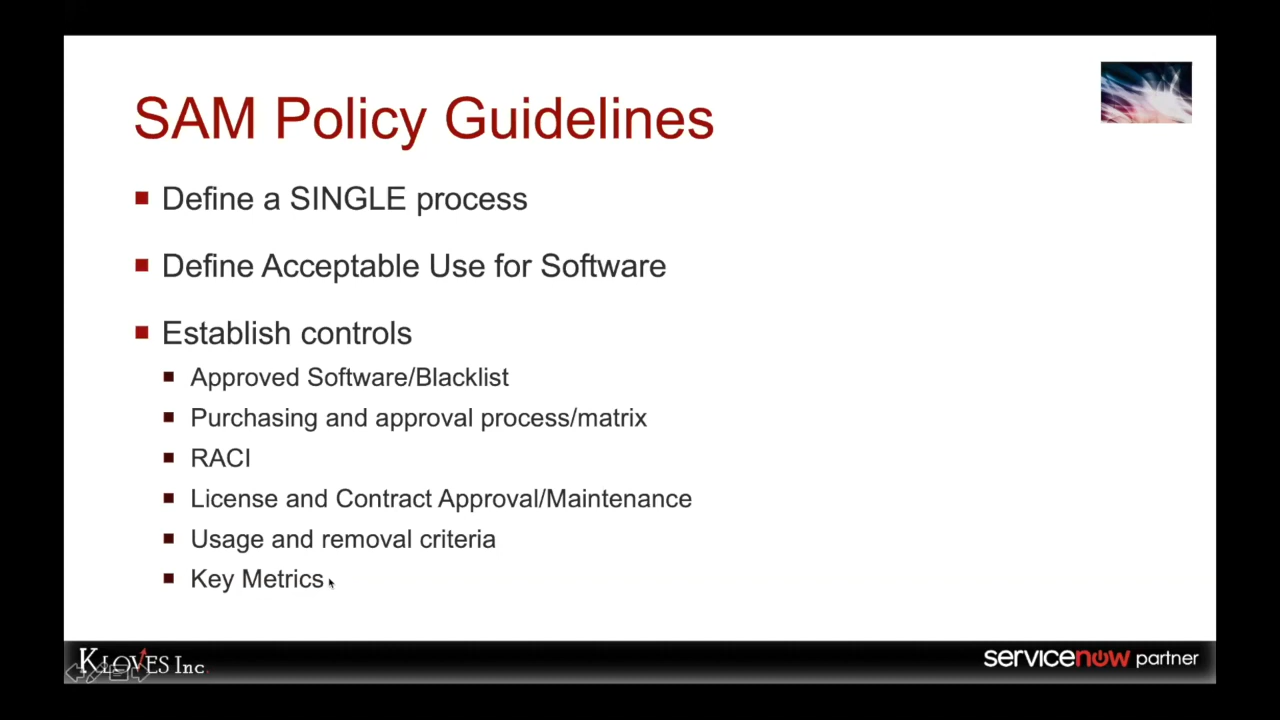 SAM Policy Guidelines
Define a SINGLE process
Define Acceptable Use for Software
Establish controls
Approved Software/Blacklist
Purchasing and approval process/matrix
RACI
License and Contract Approval/Maintenance
Usage and removal criteria
Key Metrics
KLOVES Inc
servicenow partner